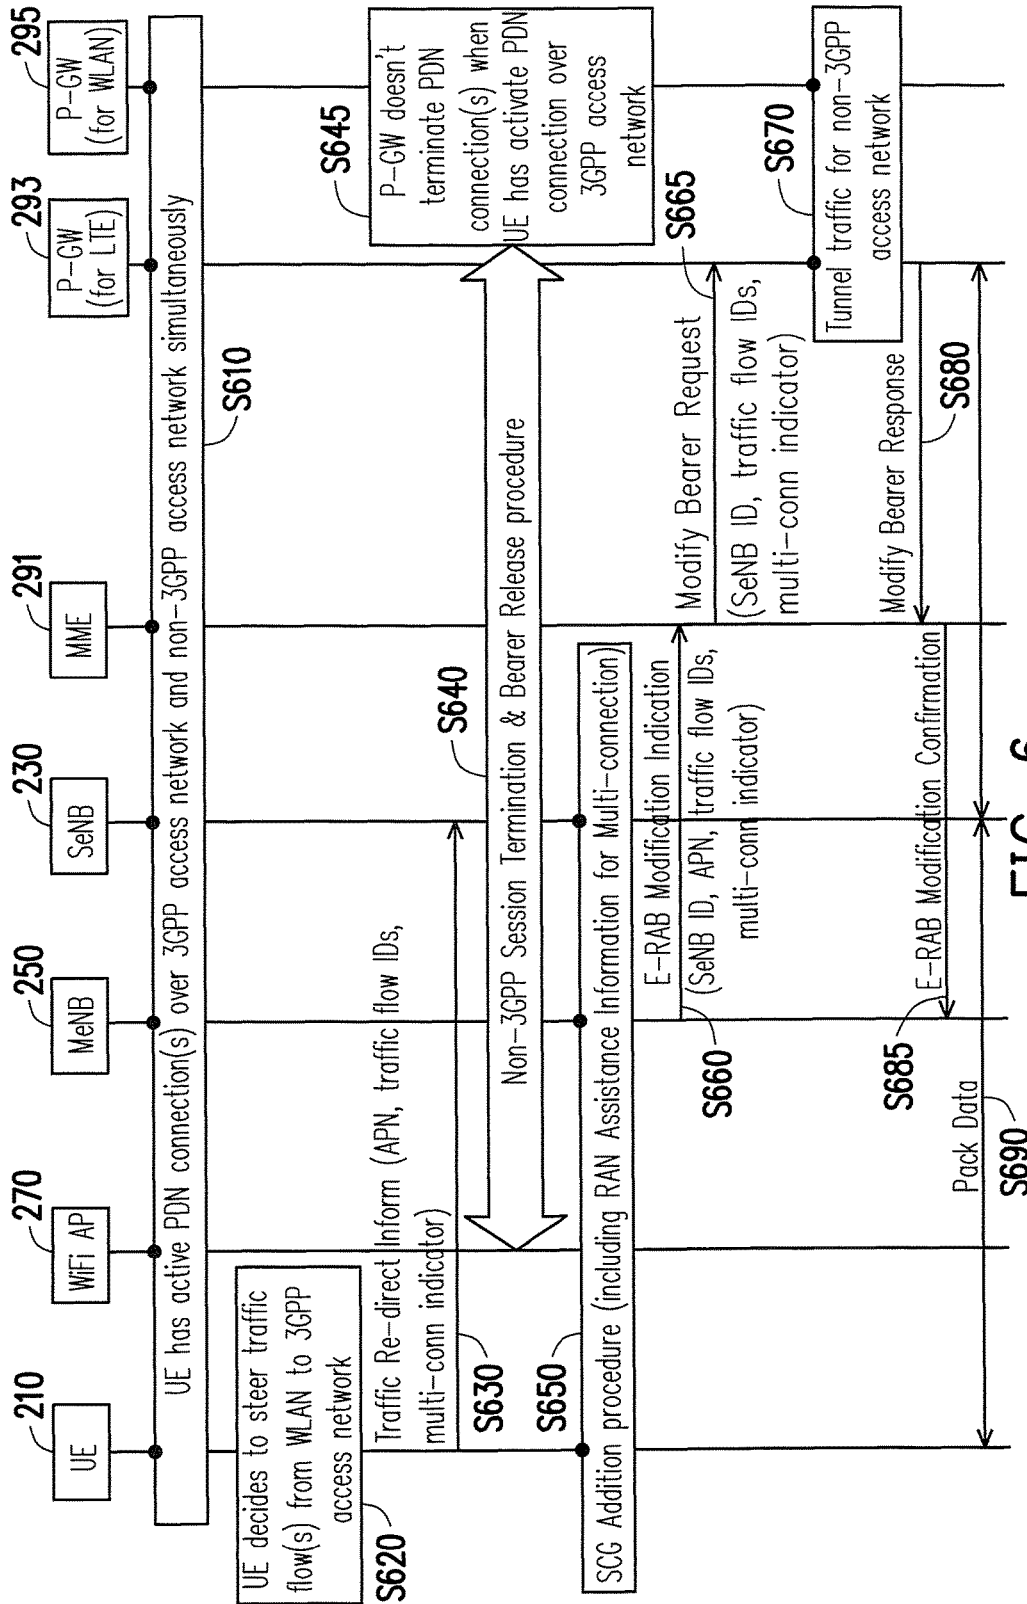 210
UE
270
WiFi AP
250
MeNB
230
SeNB
291
MME
293
P-GW
(for LTE)
295
P-GW
(for WLAN)
UE has active PDN connection(s) over 3GPP access network and non-3GPP access network simultaneously
S610
UE decides to steer traffic
flow(s) from WLAN to 3GPP
access network
S620
Traffic Re-direct Inform (APN, traffic flow IDs,
multi-conn indicator)
S630
Non-3GPP Session Termination & Bearer Release procedure
S640
S645
P-GW doesn't
terminate PDN
connection(s) when
UE has activate PDN
connection over
3GPP access
network
S650
SCG Addition procedure (including RAN Assistance Information for Multi-connection)
E-RAB Modification Indication
(SeNB ID, APN, traffic flow IDs,
multi-conn indicator)
S660
Modify Bearer Request
(SeNB ID, traffic flow IDs,
multi-conn indicator)
S665
S670
Tunnel traffic for non-3GPP
access network
Modify Bearer Response
S680
E-RAB Modification Confirmation
S685
Pack Data
S690